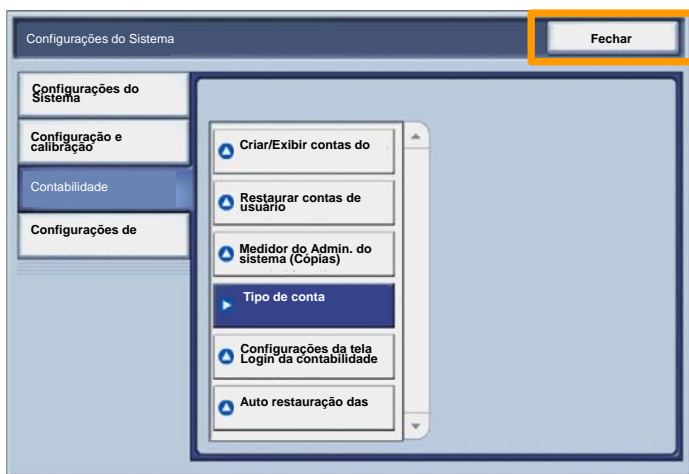 Configurações do Sistema
Fechar
Configurações do
Sistema
Configuração e
calibração
Contabilidade
Configurações de
Criar/Exibir contas do
Restaurar contas de
usuário
Medidor do Admin. do
sistema (Cópias)
Tipo de conta
Configurações da tela
Login da contabilidade
Auto restauração das